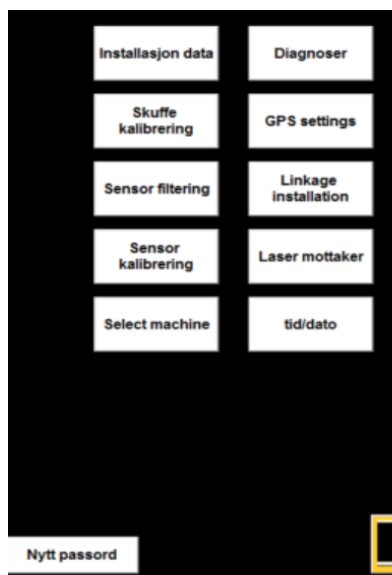 Installasjon data
Diagnoser
Skuffe
kalibrering
GPS settings
Sensor filtering
Linkage
installation
Sensor
kalibrering
Laser mottaker
Select machine
tid/dato
Nytt passord